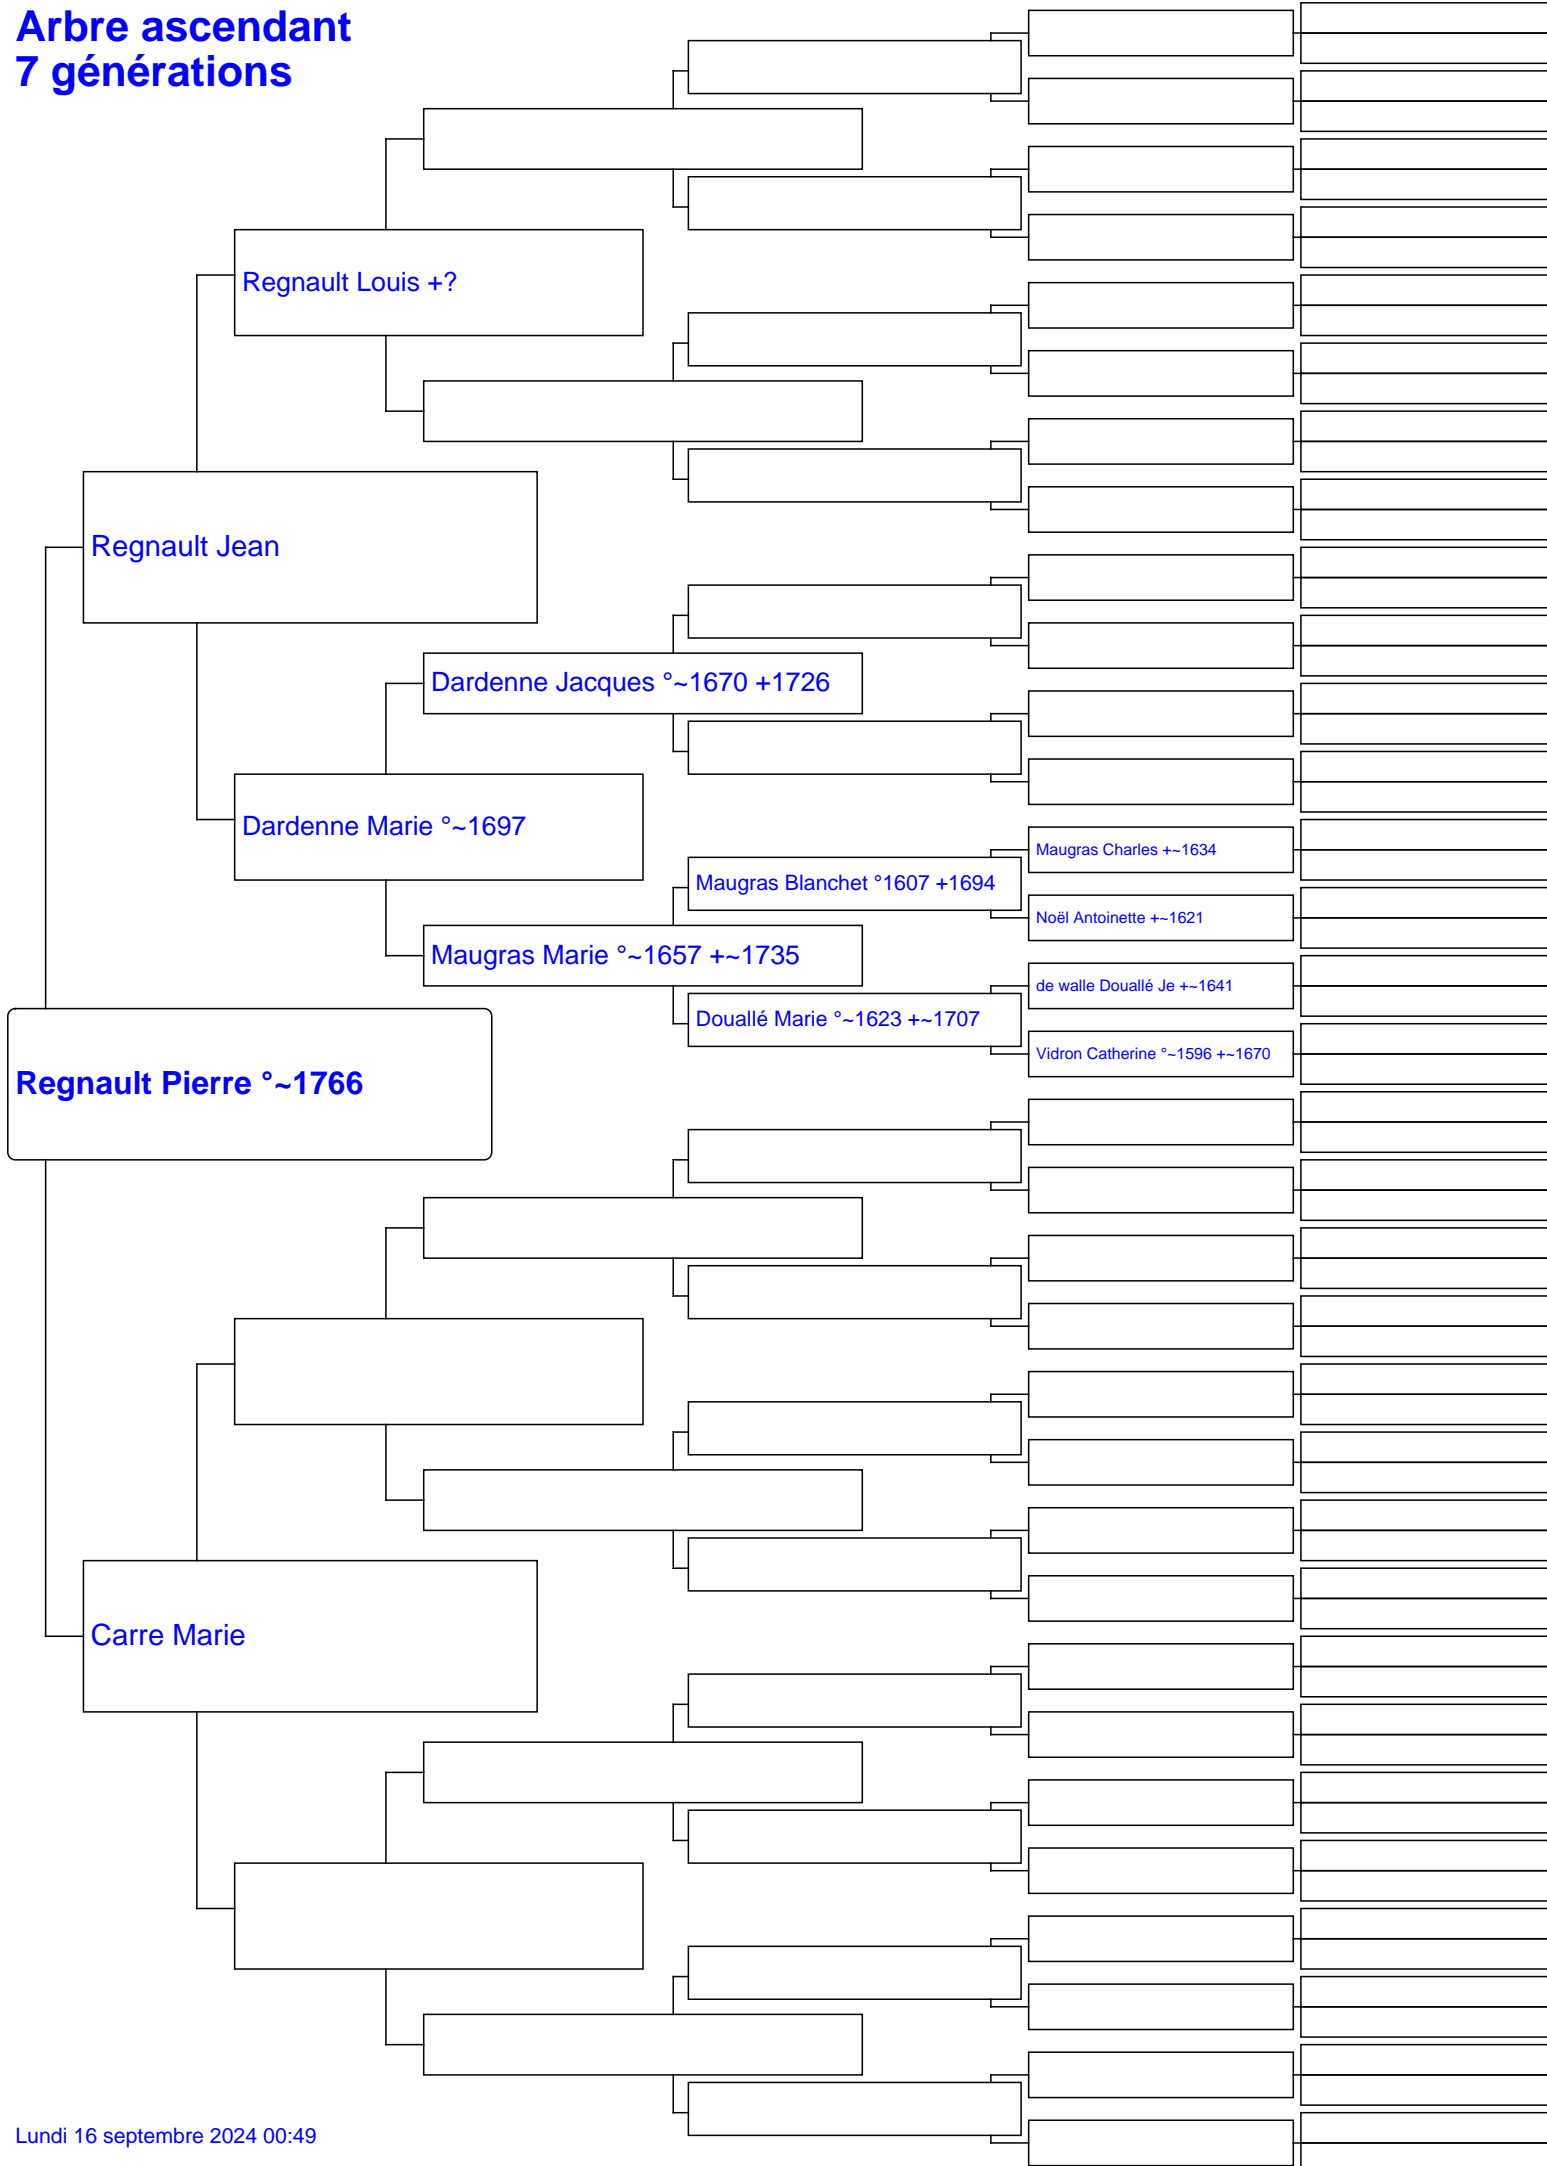 Arbre ascendant
7 générations
Regnault Louis +?
Regnault Jean
Dardenne Jacques °~1670 +1726
Dardenne Marie °~1697
Maugras Charles +~1634
Maugras Blanchet °1607 +1694
Noël Antoinette +~1621
Maugras Marie °~1657 +~1735
de walle Douallé Je +~1641
Douallé Marie °~1623 +~1707
Vidron Catherine °~1596 +~1670
Regnault Pierre °~1766
Carre Marie
Lundi 16 septembre 2024 00:49